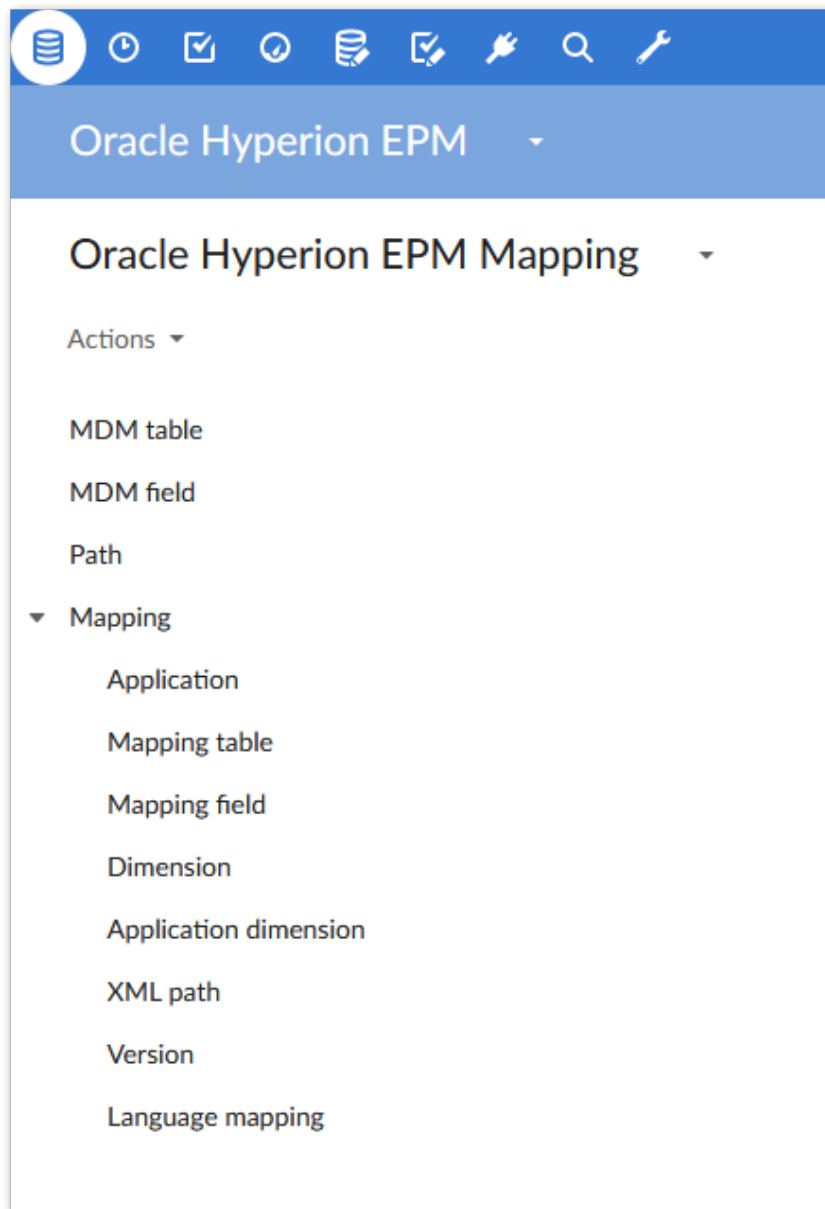 Oracle Hyperion EPM
Oracle Hyperion EPM Mapping
Actions
MDM table
MDM field
Path
Mapping
Application
Mapping table
Mapping field
Dimension
Application dimension
XML path
Version
Language mapping